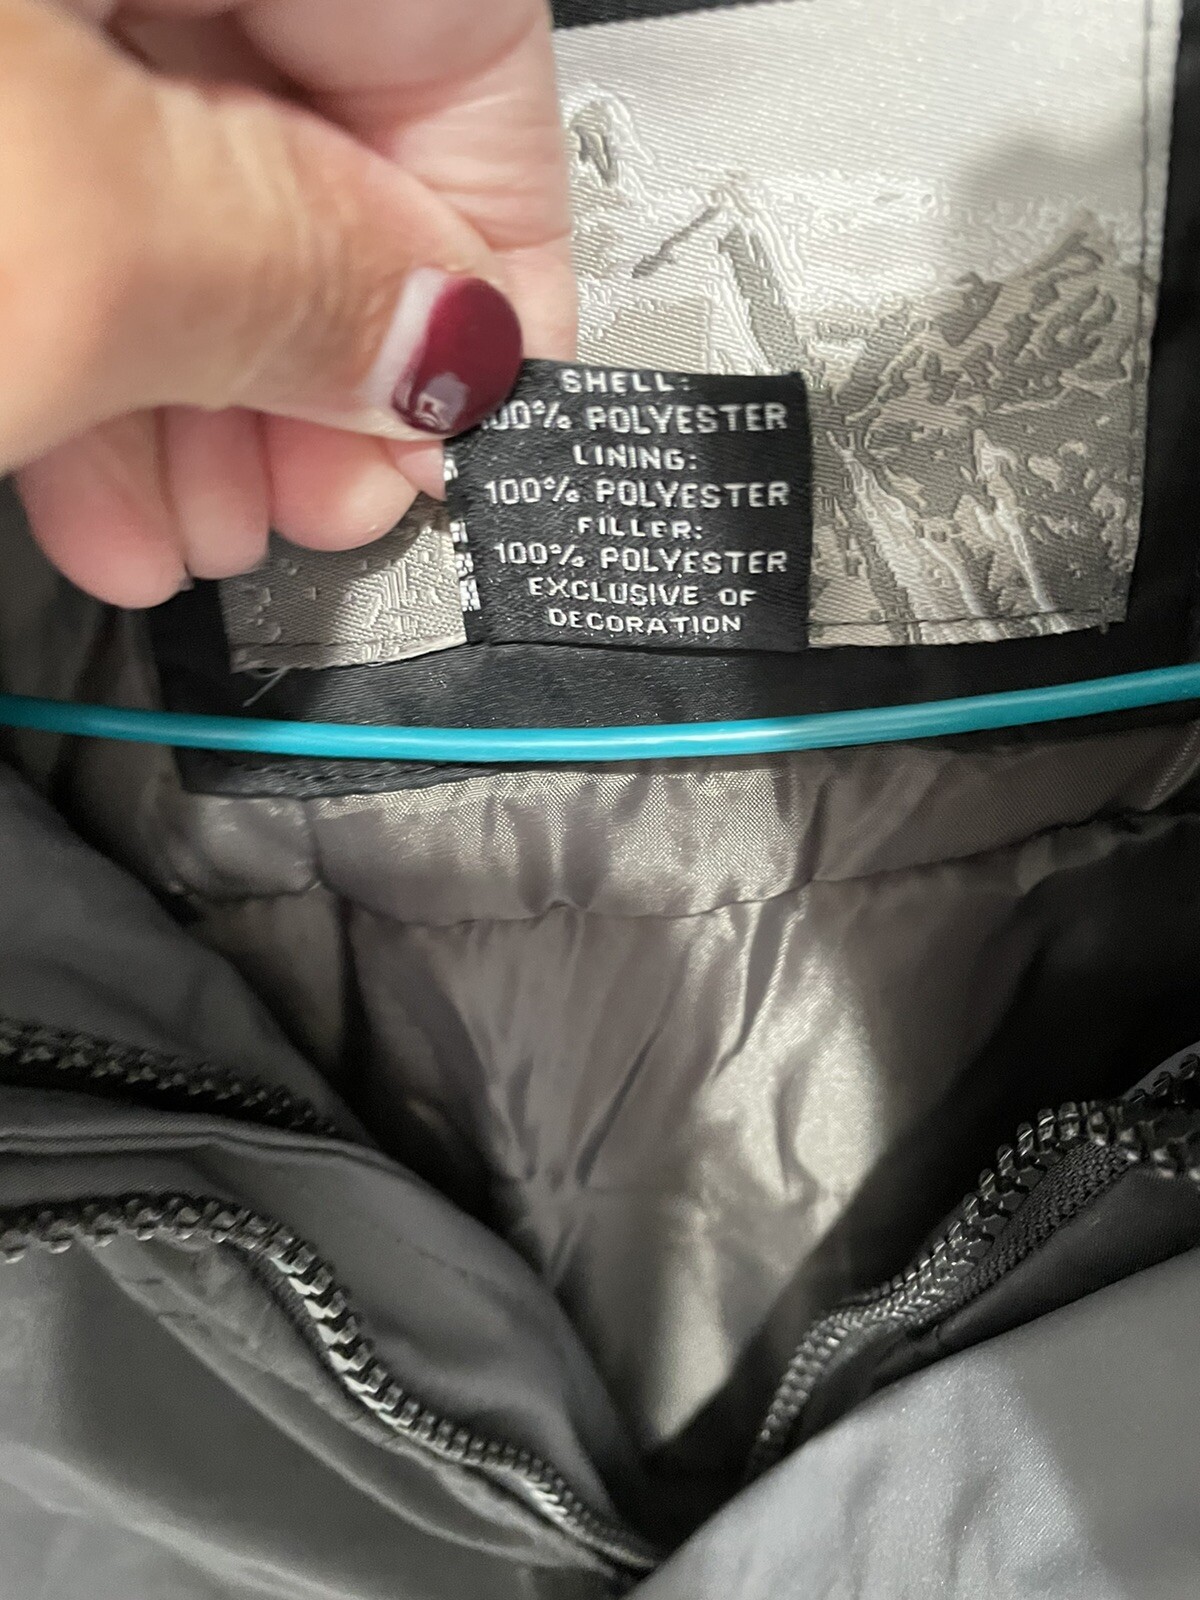 SHELL:
100% POLYESTER
LINING:
100% POLYESTER
FILLER:
100% POLYESTER
EXCLUSIVE OF
DECORATION